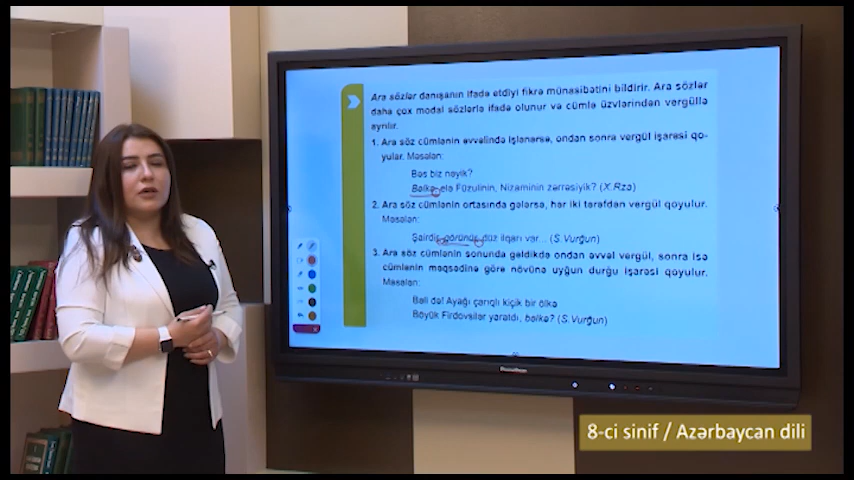 Ara sözlər danışanın ifadə etdiyi fikrə münasibətini bildirir. Ara sözlər
daha çox modal sözlərlə ifadə olunur və cümlə üzvlərindən vergüllə
ayrılır.
1. Ara söz cümlənin əvvəlində işlənərsə, ondan sonra vergül işarəsi qo-
yulur. Məsələn:
Bəs biz nəyik?
Bəlkə, elə Füzulinin, Nizaminin zərrəsiyik? (X.Rza)
2. Ara söz cümlənin ortasında gələrsə, hər iki tərəfdən vergül qoyulur.
Məsələn:
Şairdir, görünür, düz ilqarı var... (S.Vurğun)
3. Ara söz cümlənin sonunda gəldikdə ondan əvvəl vergül, sonra isə
cümlənin məqsədinə görə növünə uyğun durğu işarəsi qoyulur.
Məsələn:
Bəli də! Ayağı çarıqlı kiçik bir ölkə
Böyük Firdovsilər yaratdı, bəlkə? (S.Vurğun)
Promethean
8-ci sinif / Azərbaycan dili